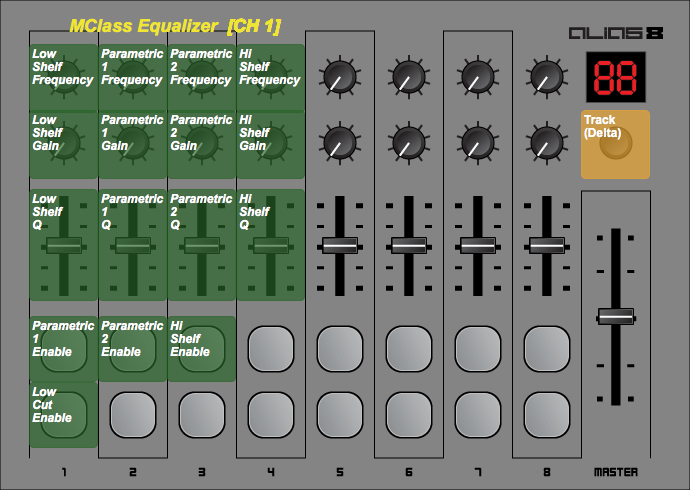 MClass Equalizer [CH 1]
ALIAS 8
Low
Shelf
Frequency
Parametric
1
Frequency
Parametric
2
Frequency
Hi
Shelf
Frequency
88
Low
Shelf
Gain
Parametric
1
Gain
Parametric
2
Gain
Hi
Shelf
Gain
Track
(Delta)
Low
Shelf
Q
Parametric
1
Q
Parametric
2
Q
Hi
Shelf
Q
Parametric
1
Enable
Parametric
2
Enable
Hi
Shelf
Enable
Low
Cut
Enable
1 2 3 4 5 6 7 8 MASTER